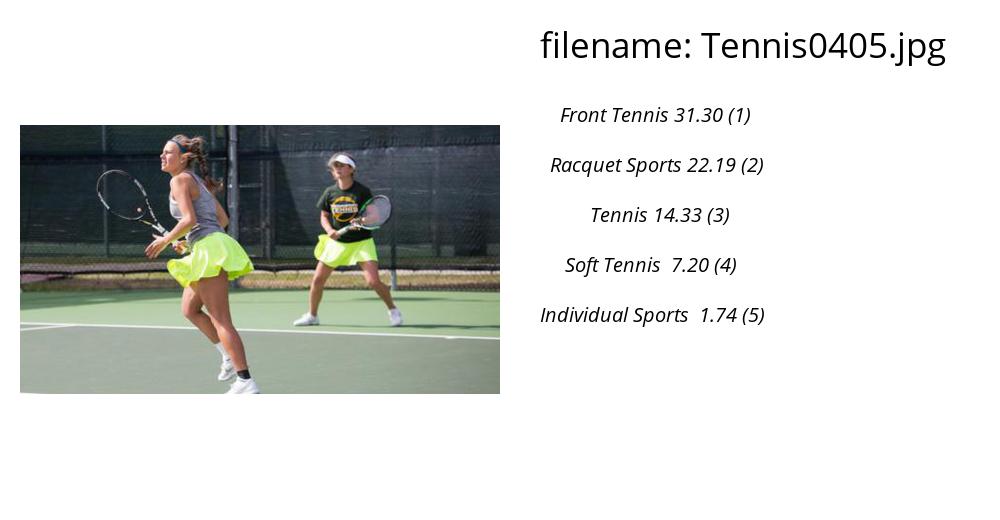 filename: Tennis0405.jpg
Front Tennis 31.30 (1)
Racquet Sports 22.19 (2)
Tennis 14.33 (3)
Soft Tennis 7.20 (4)
Individual Sports 1.74 (5)
TENNIS